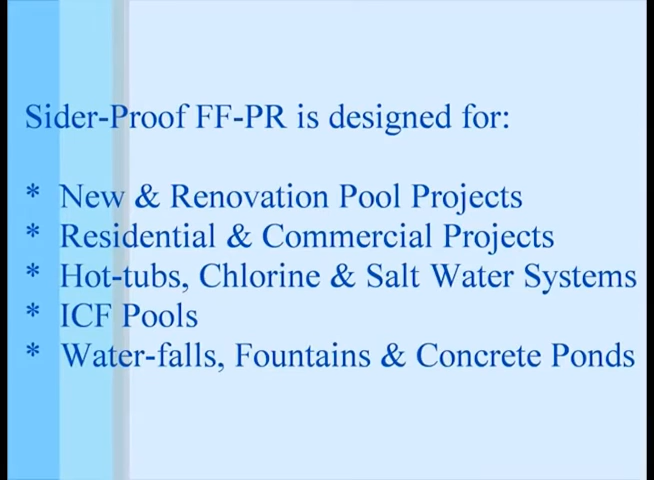 Sider-Proof FF-PR is designed for:
* New & Renovation Pool Projects
* Residential & Commercial Projects
* Hot-tubs, Chlorine & Salt Water Systems
* ICF Pools
* Water-falls, Fountains & Concrete Ponds